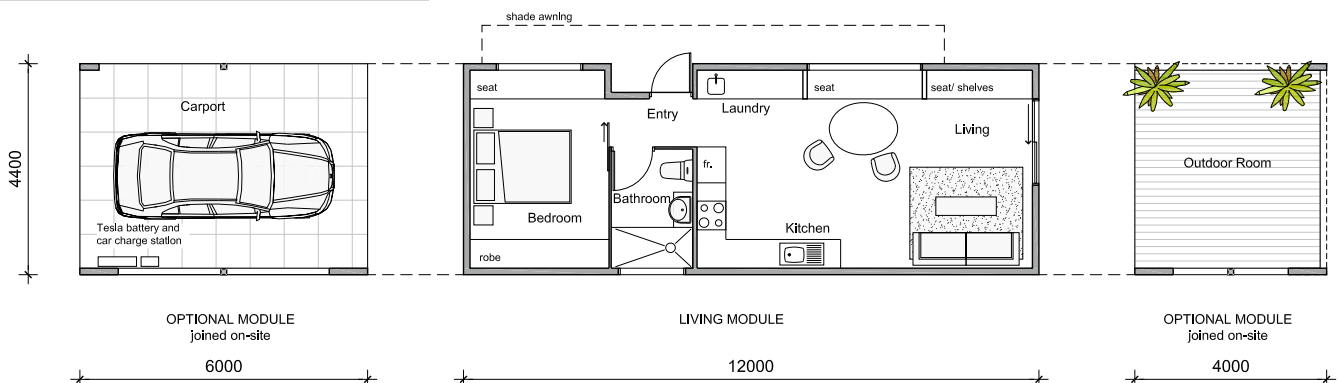 shade awning
seat
Carport
Entry
Laundry
seat
seat/ shelves
Living
fr.
Outdoor Room
4400
Bathroom
Bedroom
Tesla battery and
car charge station
Kitchen
robe
OPTIONAL MODULE
joined on-site
LIVING MODULE
OPTIONAL MODULE
joined on-site
6000
12000
4000